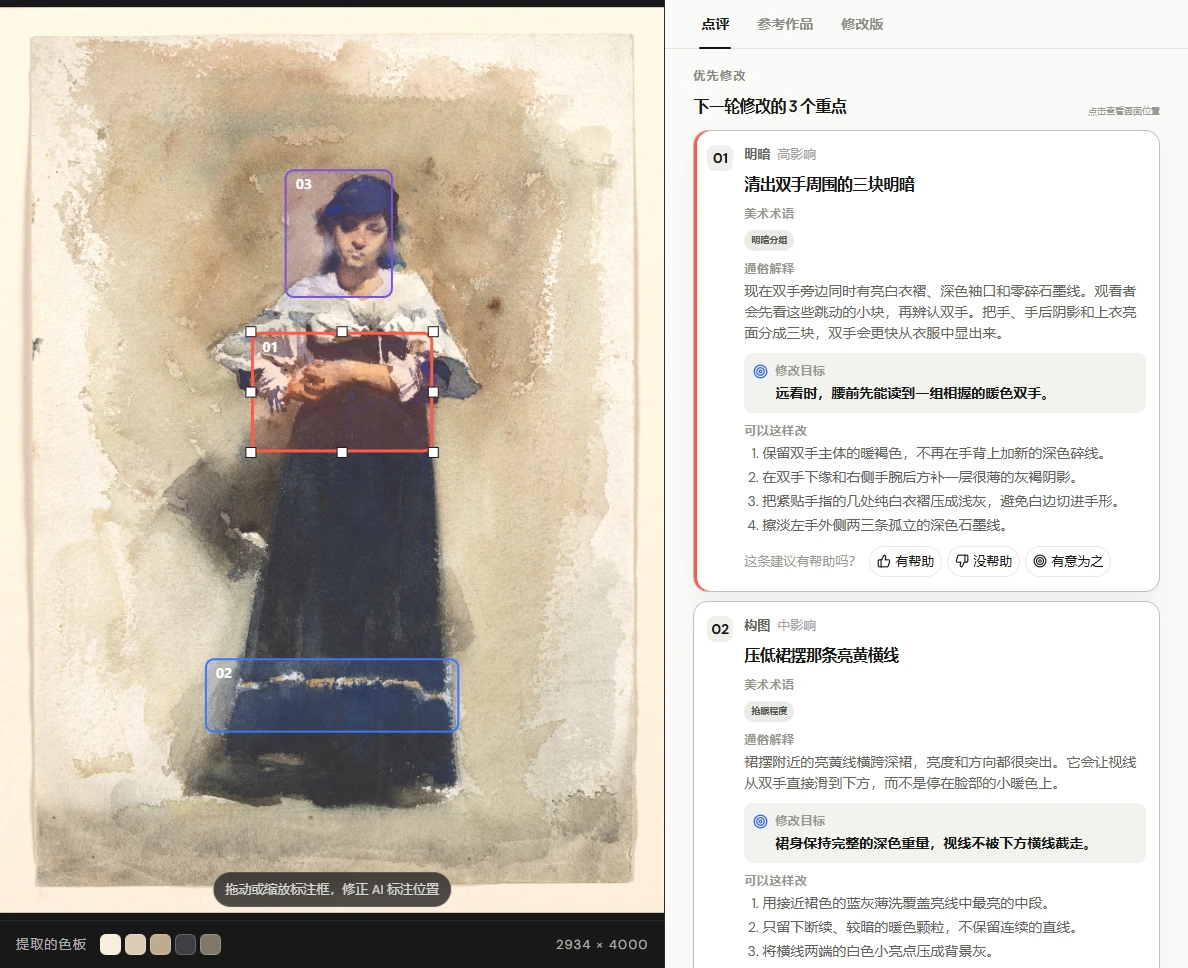 点评
参考作品
修改版
优先修改
下一轮修改的 3 个重点
点击查看画面位置
01
明暗 高影响
清出双手周围的三块明暗
美术术语
明暗分组
通俗解释
现在双手旁边同时有亮白衣褶、深色袖口和零碎石墨线。观看者
会先看这些跳动的小块，再辨认双手。把手、手后阴影和上衣亮
面分成三块，双手会更快从衣服中显出来。
修改目标
远看时，腰前先能读到一组相握的暖色双手。
可以这样改
1. 保留双手主体的暖褐色，不再在手背上加新的深色碎线。
2. 在双手下缘和右侧手腕后方补一层很薄的灰褐阴影。
3. 把紧贴手指的几处纯白衣褶压成浅灰，避免白边切进手形。
4. 擦淡左手外侧两三条孤立的深色石墨线。
这条建议有帮助吗？
有帮助
没帮助
有意为之
02
构图 中影响
压低裙摆那条亮黄横线
美术术语
抢眼程度
通俗解释
裙摆附近的亮黄线横跨深裙，亮度和方向都很突出。它会让视线
从双手直接滑到下方，而不是停在脸部的小暖色上。
修改目标
裙身保持完整的深色重量，视线不被下方横线截走。
可以这样改
1. 用接近裙色的蓝灰薄洗覆盖亮线中最亮的中段。
2. 只留下断续、较暗的暖色颗粒，不保留连续的直线。
3. 将横线两端的白色小亮点压成背景灰。
03
01
02
拖动或缩放标注框，修正 AI 标注位置
提取的色板
2934 × 4000